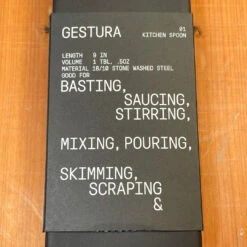 GESTURA
01
KITCHEN SPOON
LENGTH 9 IN
VOLUME 1 TBL, .5OZ
MATERIAL 18/10 STONE WASHED STEEL
GOOD FOR
BASTING,
SAUCING,
STIRRING,
MIXING, POURING,
SKIMMING,
SCRAPING
&